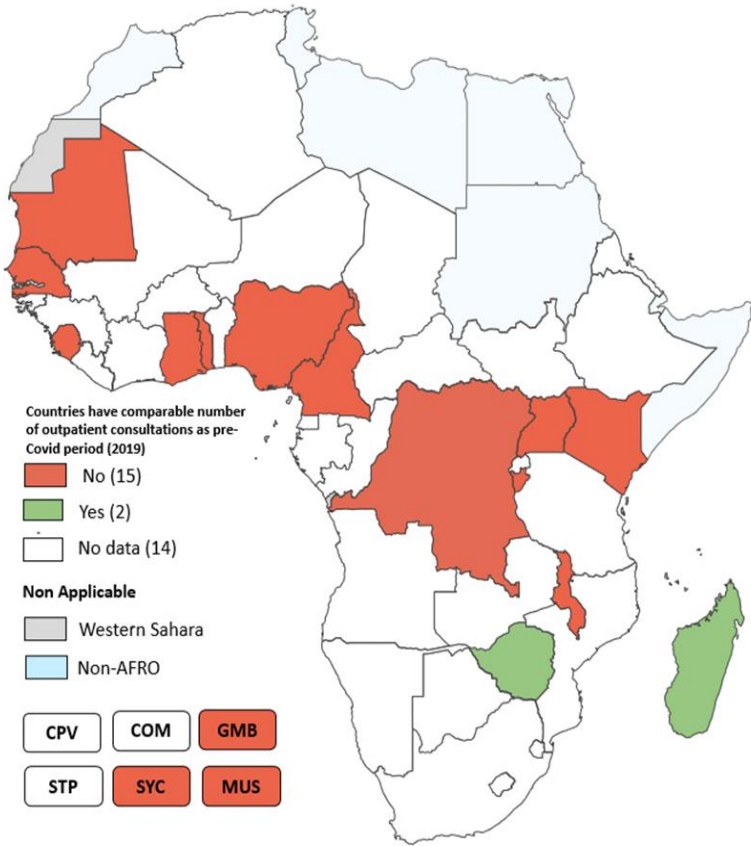 Countries have comparable number
of outpatient consultations as pre-
Covid period (2019)
No (15)
Yes (2)
No data (14)
Non Applicable
Western Sahara
Non-AFRO
CPV COM GMB
STP SYC MUS